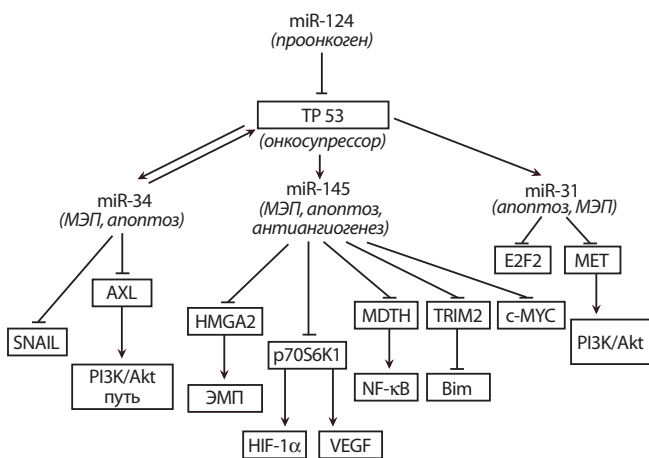 miR-124
(проонкоген)
TP 53
(онкосупрессор)
miR-34
(МЭП, апоптоз)
miR-145
(МЭП, апоптоз,
антиангиогенез)
miR-31
(апоптоз, МЭП)
E2F2
MET
AXL
SNAIL
HMGA2
MDTH
TRIM2
c-MYC
p70S6K1
PI3K/Akt
PI3K/Akt
путь
ЭМП
NF-κB
Bim
HIF-1α
VEGF